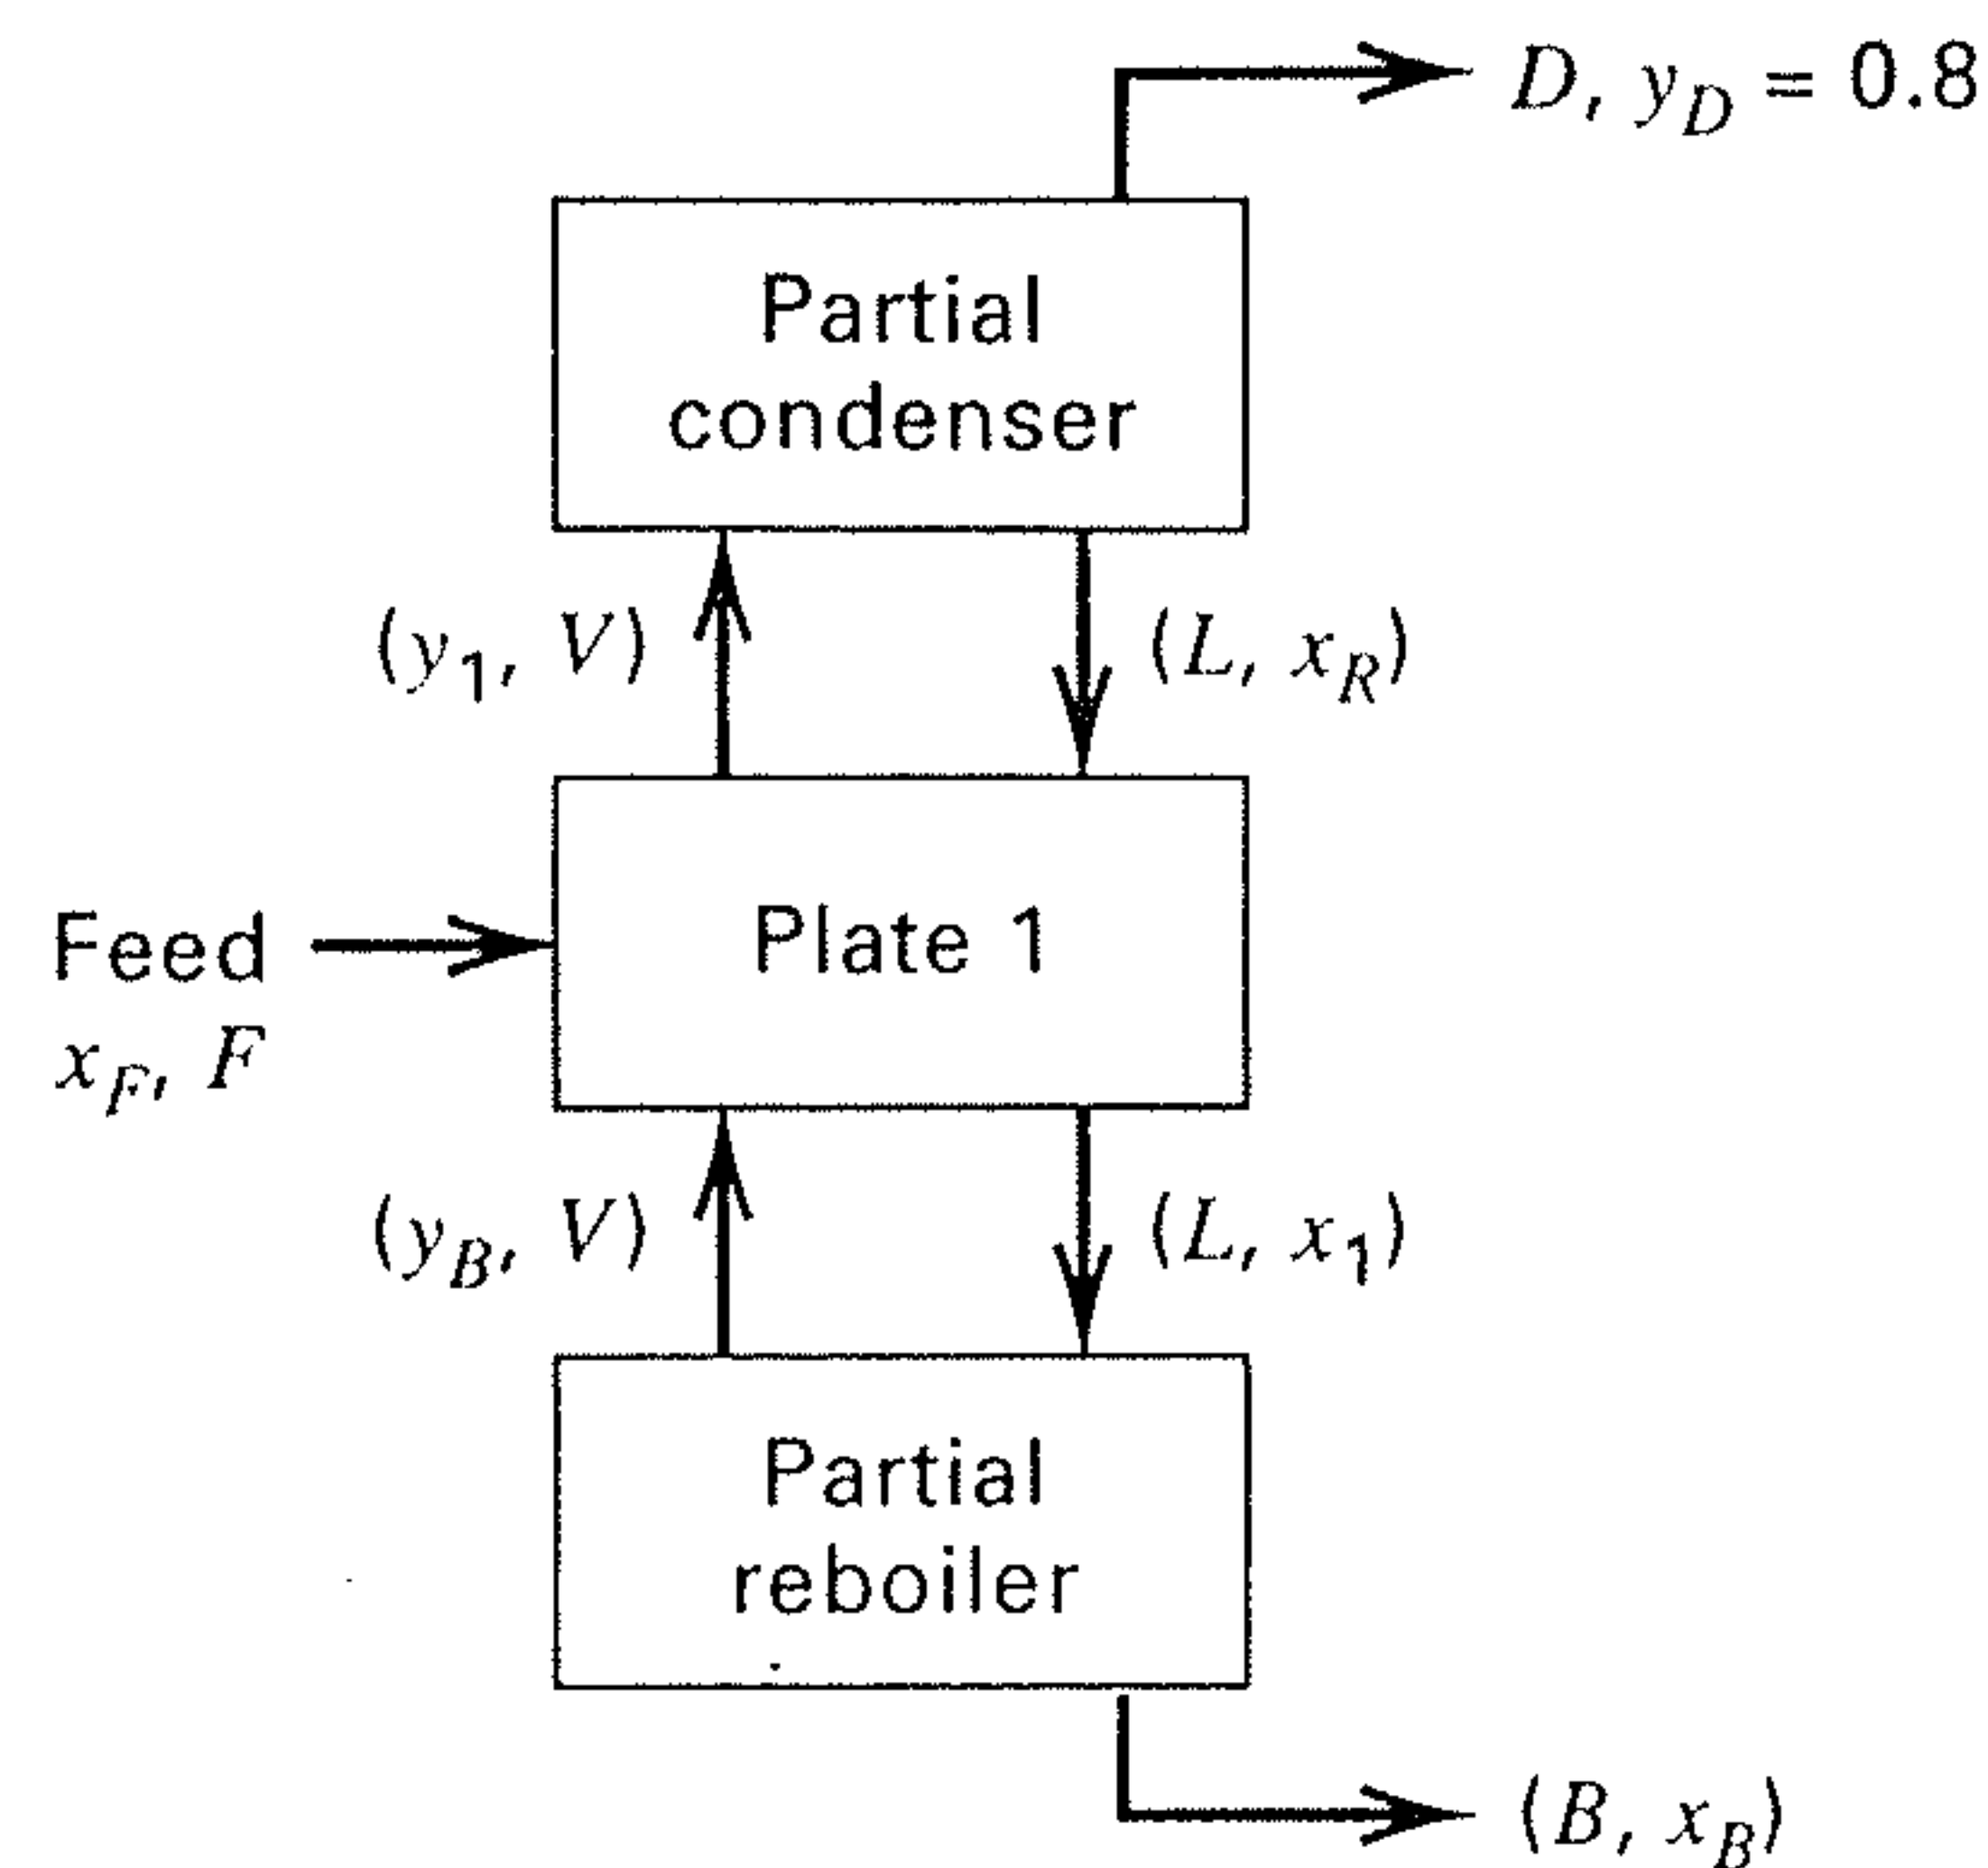 D, y_D = 0.8
Partial
condenser
(y_1, V)
(L, x_R)
Feed
x_F, F
Plate 1
(y_B, V)
(L, x_1)
Partial
reboiler
(B, x_B)